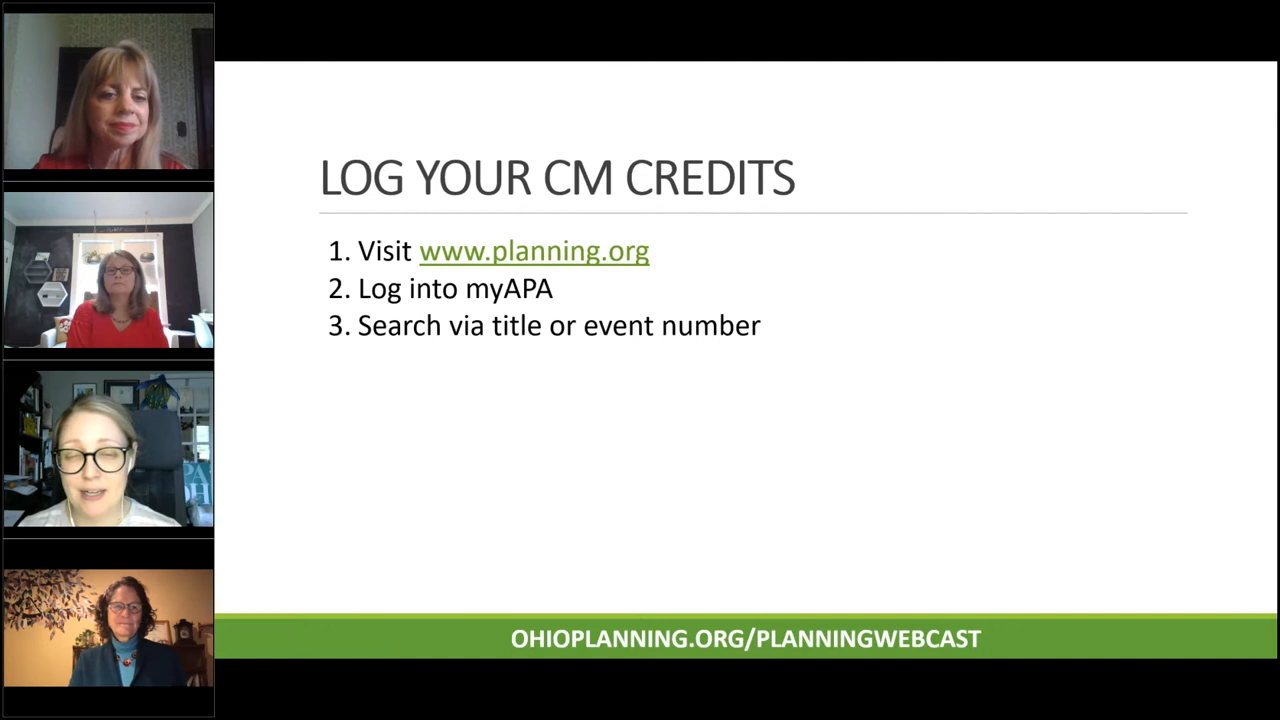 LOG YOUR CM CREDITS
1. Visit www.planning.org
2. Log into myAPA
3. Search via title or event number
OHIOPLANNING.ORG/PLANNINGWEBCAST